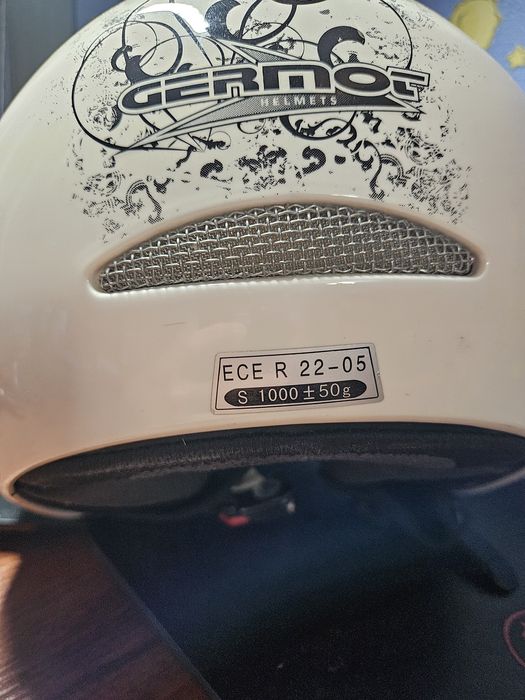 GERMOT
HELMETS
ECE R 22-05
S 1000±50g